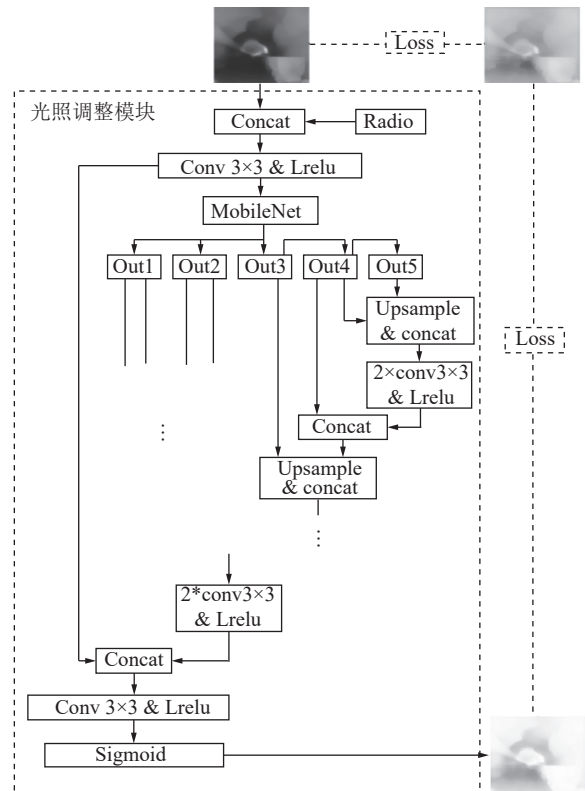 Loss
光照调整模块
Concat
Radio
Conv 3×3 & Lrelu
MobileNet
Out1
Out2
Out3
Out4
Out5
Upsample
& concat
Loss
2×conv3×3
& Lrelu
Concat
Upsample
& concat
⋮
⋮
2*conv3×3
& Lrelu
Concat
Conv 3×3 & Lrelu
Sigmoid